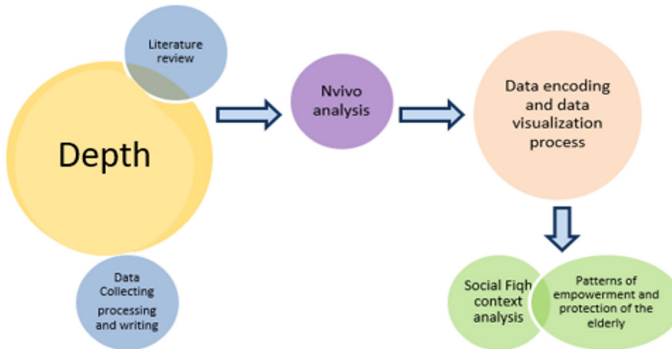 Literature
review
Depth
Data
Collecting
processing
and writing
Nvivo
analysis
Data encoding
and data
visualization
process
Social Fiqh
context
analysis
Patterns of
empowerment and
protection of the
elderly